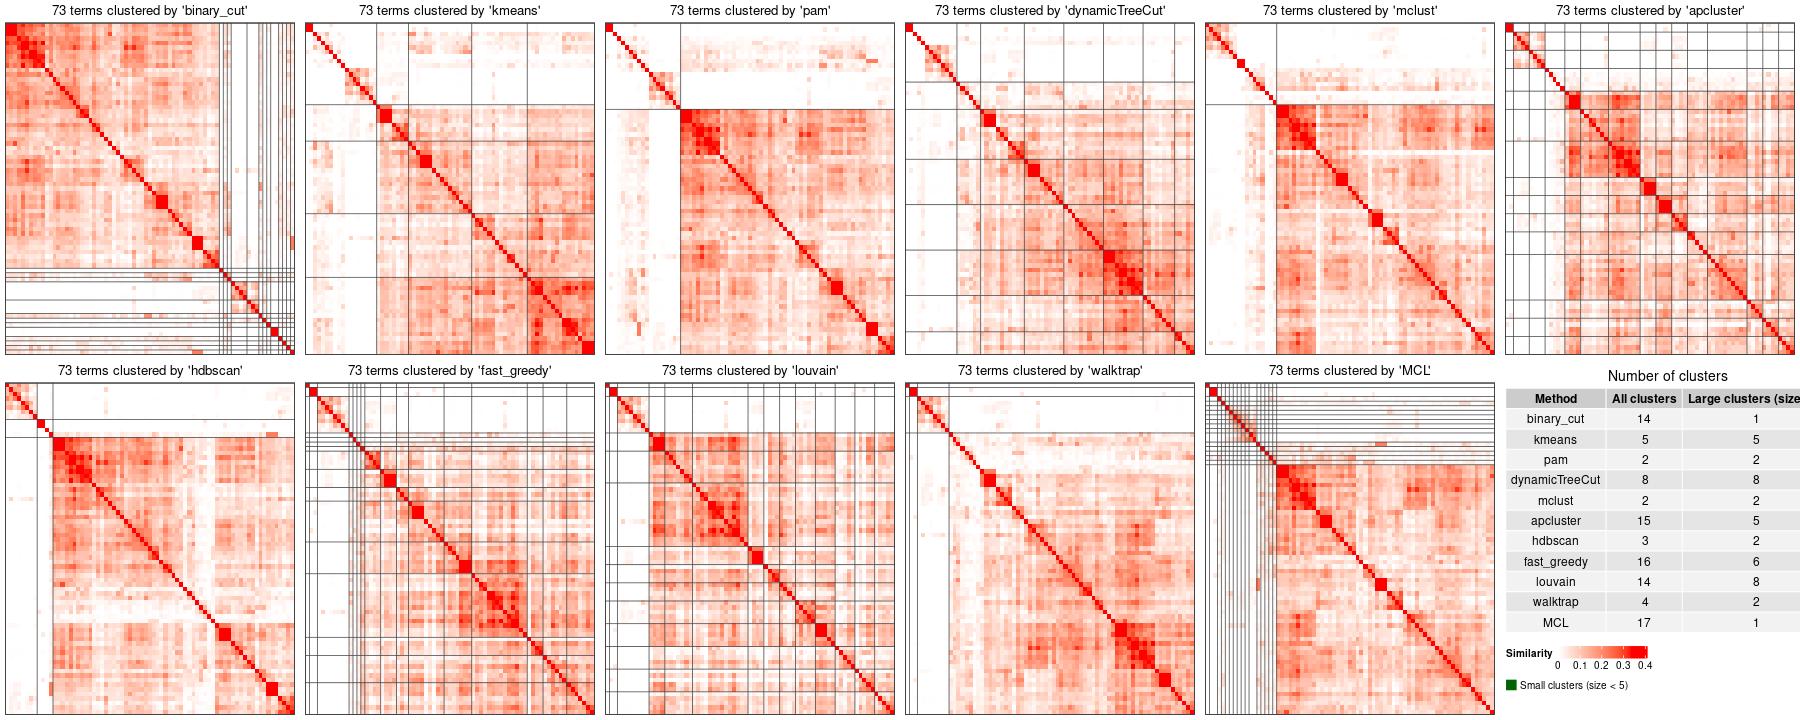 73 terms clustered by 'binary_cut'
73 terms clustered by 'kmeans'
73 terms clustered by 'pam'
73 terms clustered by 'dynamicTreeCut'
73 terms clustered by 'mclust'
73 terms clustered by 'apcluster'
73 terms clustered by 'hdbscan'
73 terms clustered by 'fast_greedy'
73 terms clustered by 'louvain'
73 terms clustered by 'walktrap'
73 terms clustered by 'MCL'
Number of clusters
Method All clusters Large clusters (size
binary_cut 14 1
kmeans 5 5
pam 2 2
dynamicTreeCut 8 8
mclust 2 2
apcluster 15 5
hdbscan 3 2
fast_greedy 16 6
louvain 14 8
walktrap 4 2
MCL 17 1
Similarity
0 0.1 0.2 0.3 0.4
Small clusters (size < 5)